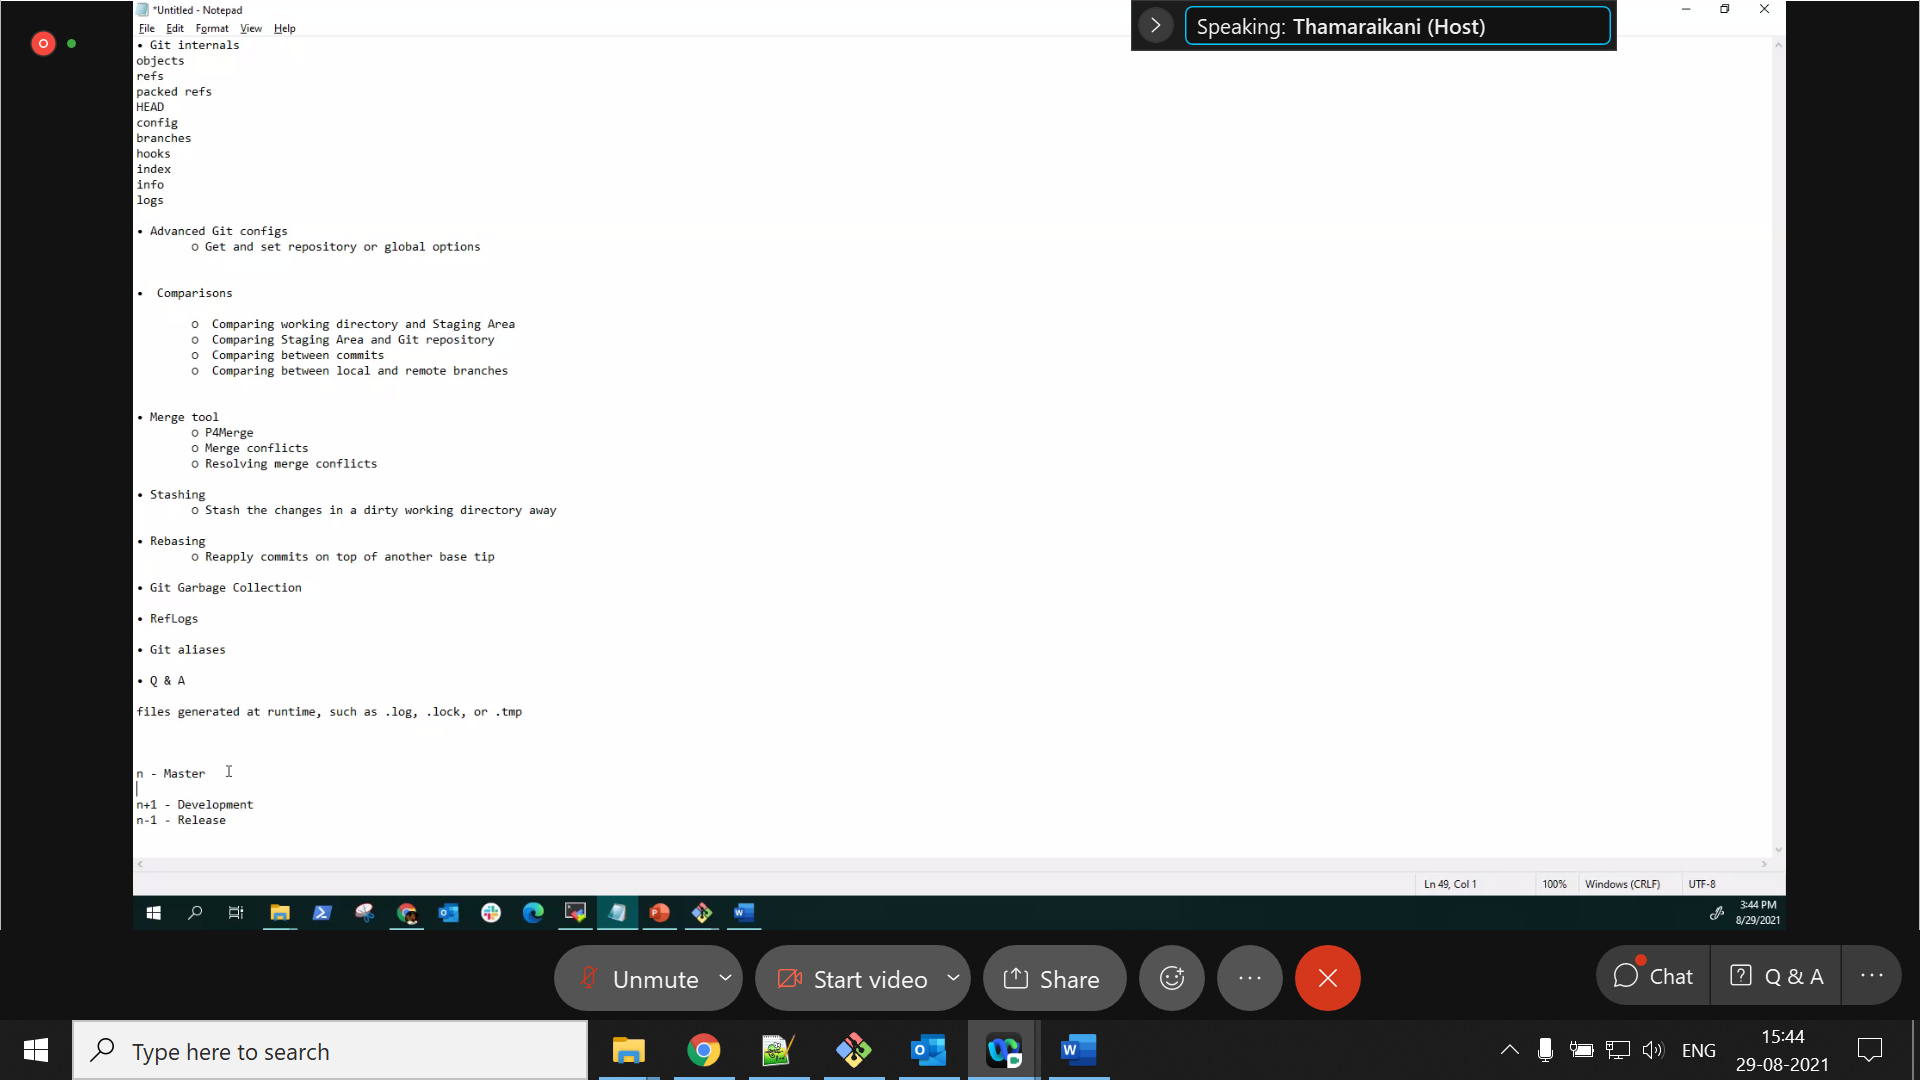 *Untitled - Notepad
File Edit Format View Help
Speaking: Thamaraikani (Host)
• Git internals
objects
refs
packed refs
HEAD
config
branches
hooks
index
info
logs
• Advanced Git configs
o Get and set repository or global options
• Comparisons
o Comparing working directory and Staging Area
o Comparing Staging Area and Git repository
o Comparing between commits
o Comparing between local and remote branches
• Merge tool
o P4Merge
o Merge conflicts
o Resolving merge conflicts
• Stashing
o Stash the changes in a dirty working directory away
• Rebasing
o Reapply commits on top of another base tip
• Git Garbage Collection
• RefLogs
• Git aliases
• Q & A
files generated at runtime, such as .log, .lock, or .tmp
n - Master
n+1 - Development
n-1 - Release
Ln 49, Col 1 100% Windows (CRLF) UTF-8
3:44 PM
8/29/2021
Unmute Start video Share Chat Q & A
Type here to search
ENG
15:44
29-08-2021